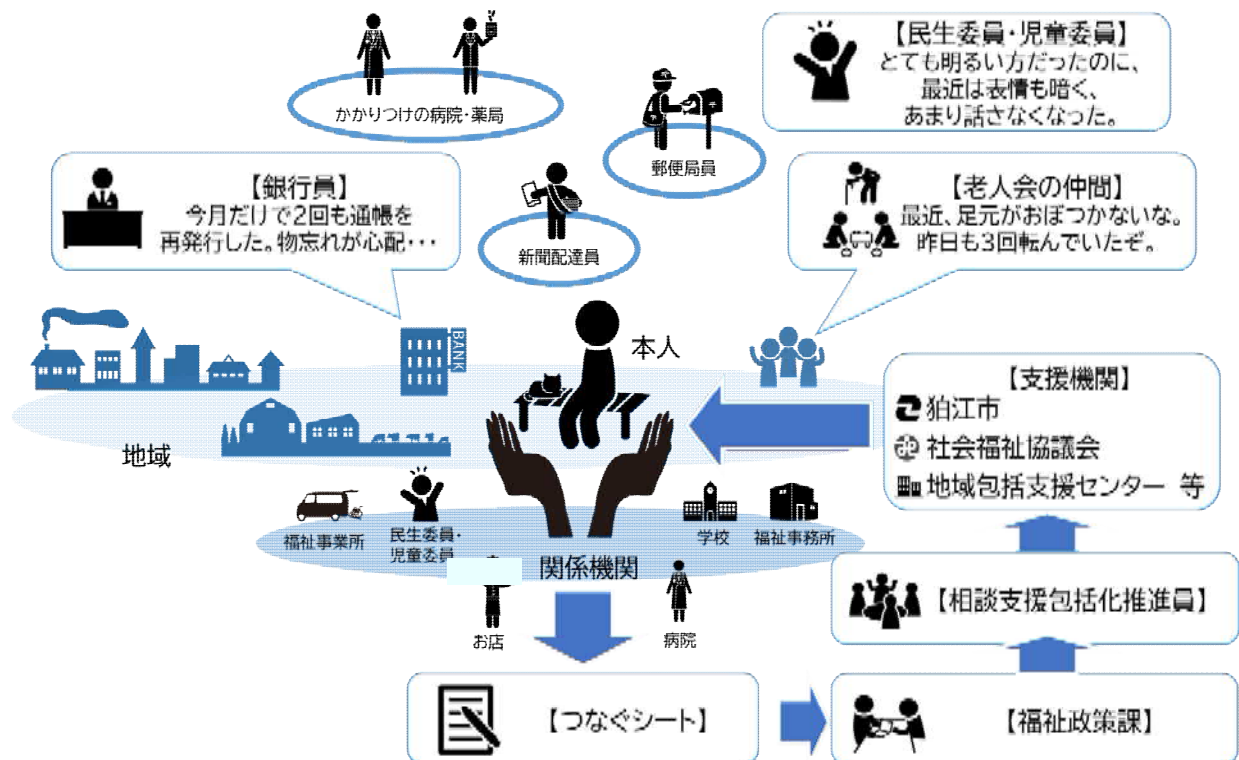 かかりつけの病院・薬局
郵便局員
新聞配達員
【民生委員・児童委員】
とても明るい方だったのに、
最近は表情も暗く、
あまり話さなくなった。
【銀行員】
今月だけで2回も通帳を
再発行した。物忘れが心配・・・
【老人会の仲間】
最近、足元がおぼつかないな。
昨日も3回転んでいたぞ。
BANK
本人
地域
【支援機関】
狛江市
社会福祉協議会
地域包括支援センター 等
福祉事業所
民生委員・
児童委員
学校
福祉事務所
関係機関
お店
病院
【相談支援包括化推進員】
【つなぐシート】
【福祉政策課】